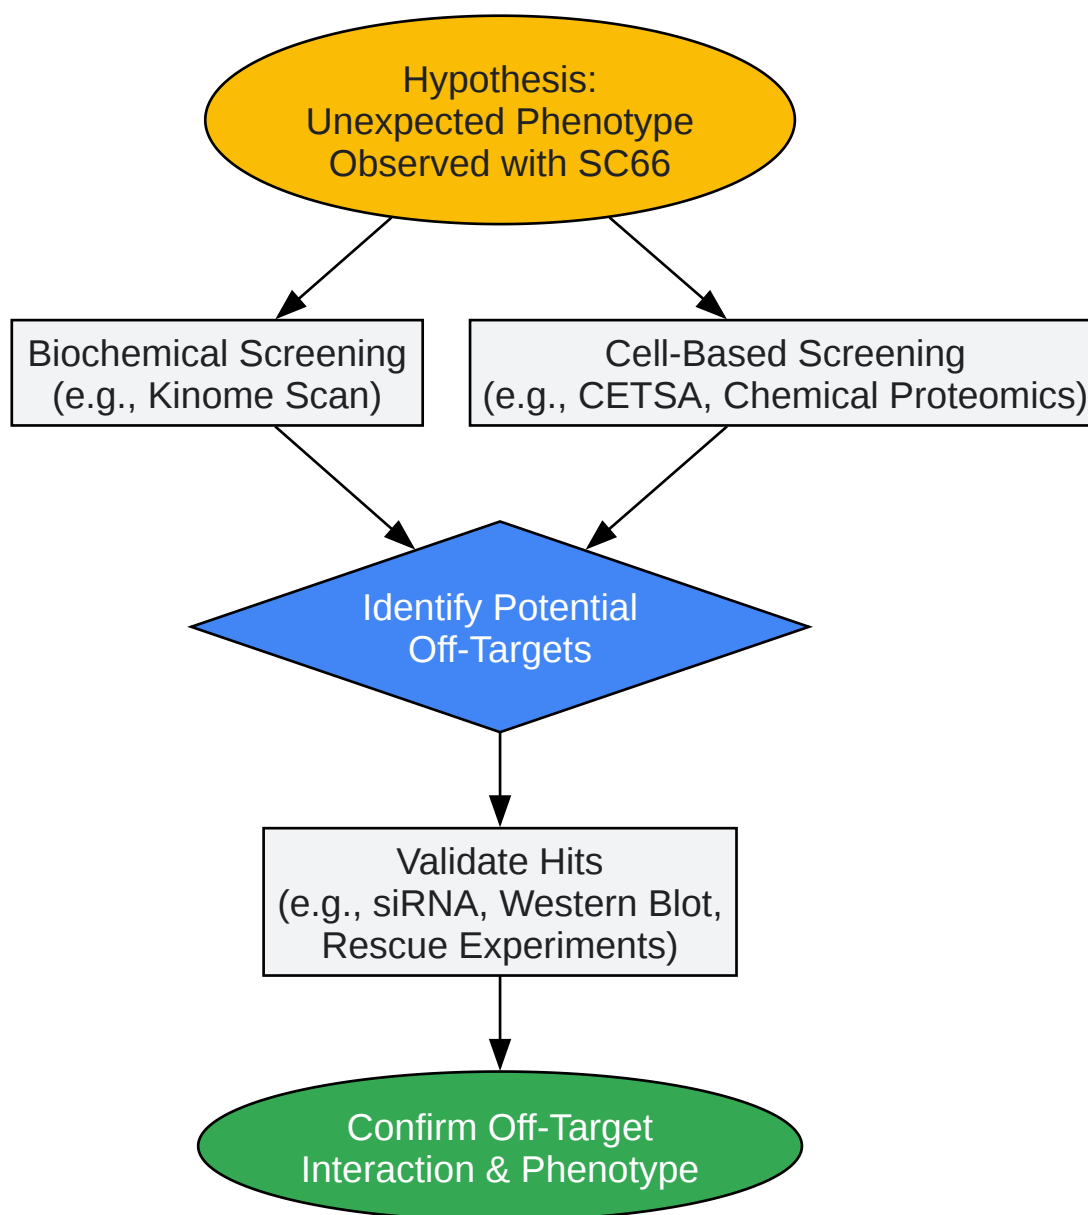 Hypothesis:
Unexpected Phenotype
Observed with SC66
Biochemical Screening
(e.g., Kinome Scan)
Cell-Based Screening
(e.g., CETSA, Chemical Proteomics)
Identify Potential
Off-Targets
Validate Hits
(e.g., siRNA, Western Blot,
Rescue Experiments)
Confirm Off-Target
Interaction & Phenotype